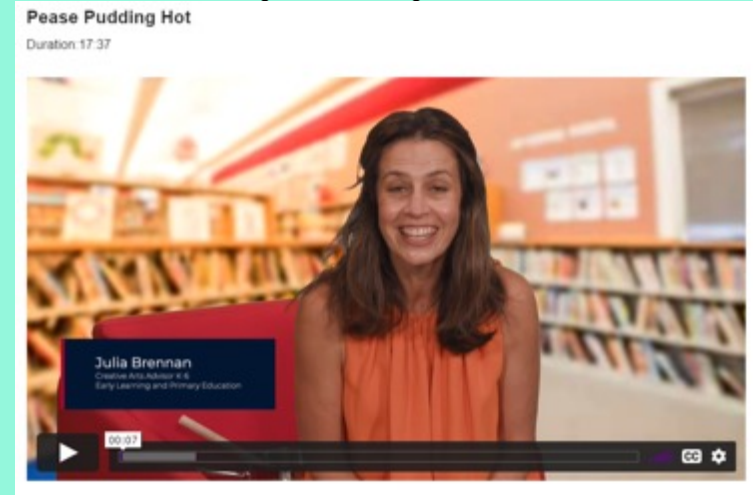 Pease Pudding Hot
Duration:17:37
Julia Brennan
Creative Arts Advisor K-6
Early Learning and Primary Education
00:07
CC